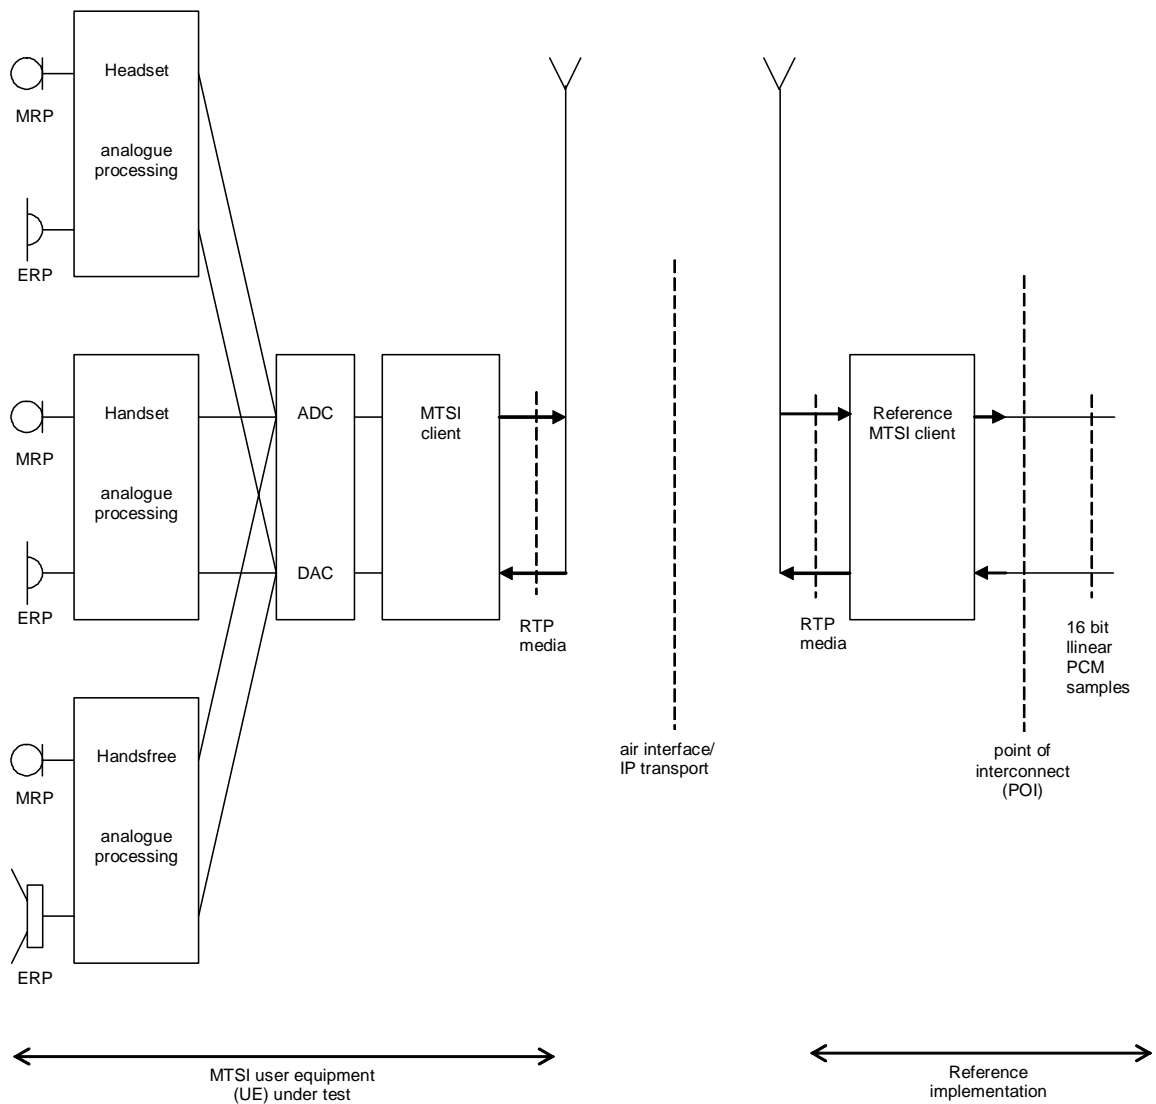 Headset
MRP
analogue
processing
ERP
Handset
MRP
analogue
processing
ERP
ADC
DAC
MTSI
client
RTP
media
Handsfree
MRP
analogue
processing
ERP
air interface/
IP transport
RTP
media
Reference
MTSI client
16 bit
llinear
PCM
samples
point of
interconnect
(POI)
MTSI user equipment
(UE) under test
Reference
implementation